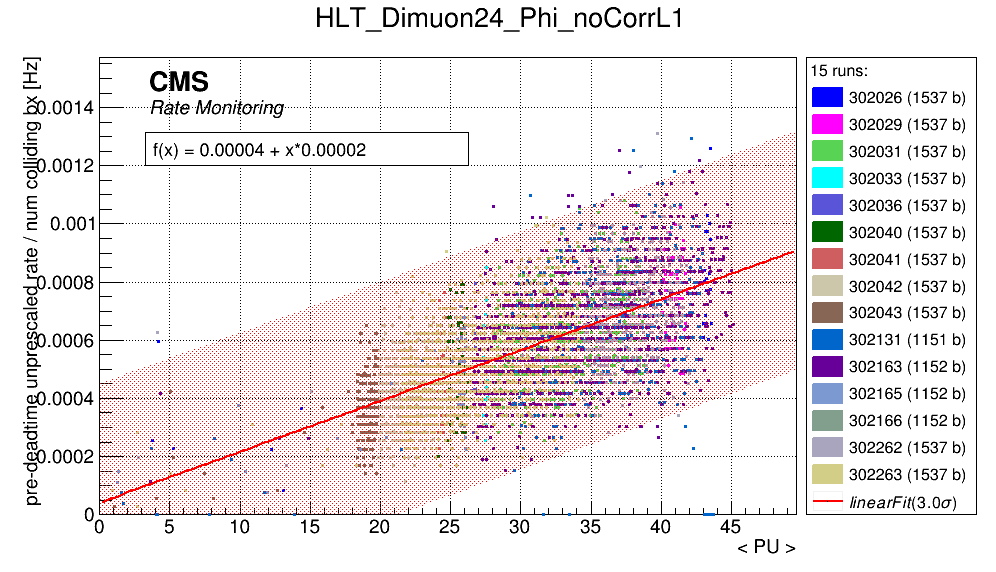 HLT_Dimuon24_Phi_noCorrL1
pre-deadtime unprescaled rate / num colliding bx [Hz]
CMS
Rate Monitoring
f(x) = 0.00004 + x*0.00002
0.0014
0.0012
0.001
0.0008
0.0006
0.0004
0.0002
0
0 5 10 15 20 25 30 35 40 45
< PU >
15 runs:
302026 (1537 b)
302029 (1537 b)
302031 (1537 b)
302033 (1537 b)
302036 (1537 b)
302040 (1537 b)
302041 (1537 b)
302042 (1537 b)
302043 (1537 b)
302131 (1151 b)
302163 (1152 b)
302165 (1152 b)
302166 (1152 b)
302262 (1537 b)
302263 (1537 b)
linearFit(3.0σ)